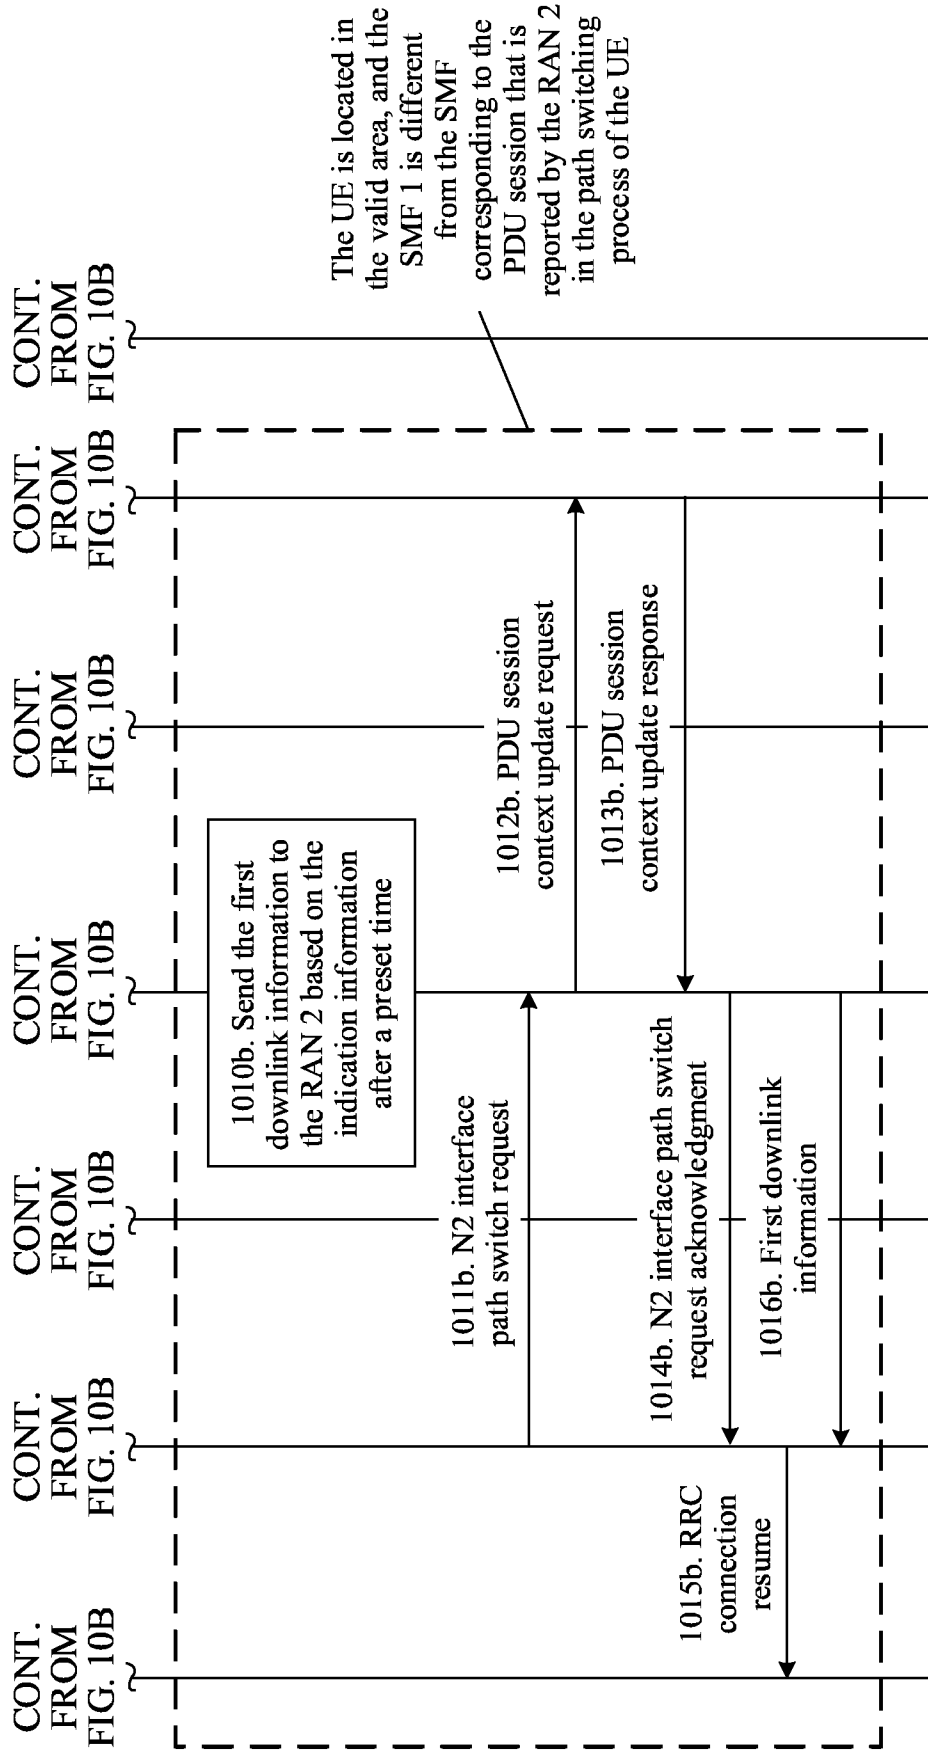 CONT.
FROM
FIG. 10B
CONT.
FROM
FIG. 10B
CONT.
FROM
FIG. 10B
CONT.
FROM
FIG. 10B
CONT.
FROM
FIG. 10B
CONT.
FROM
FIG. 10B
CONT.
FROM
FIG. 10B
1010b. Send the first
downlink information to
the RAN 2 based on the
indication information
after a preset time
1011b. N2 interface
path switch request
1012b. PDU session
context update request
1013b. PDU session
context update response
1014b. N2 interface path switch
request acknowledgment
1015b. RRC
connection
resume
1016b. First downlink
information
The UE is located in
the valid area, and the
SMF 1 is different
from the SMF
corresponding to the
PDU session that is
reported by the RAN 2
in the path switching
process of the UE